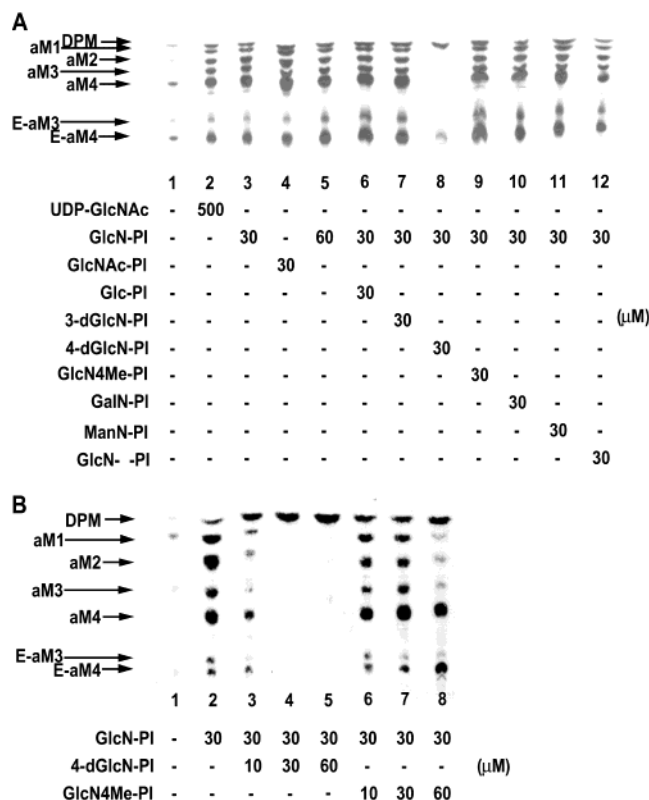 A
DPM
aM1
aM2
aM3
aM4
E-aM3
E-aM4
1 2 3 4 5 6 7 8 9 10 11 12
UDP-GlcNAc - 500 - - - - - - - - - -
GlcN-PI - - 30 - 60 30 30 30 30 30 30 30
GlcNAc-PI - - - 30 - - - - - - - -
Glc-PI - - - - - 30 - - - - - -
3-dGlcN-PI - - - - - - 30 - - - - - (μM)
4-dGlcN-PI - - - - - - - 30 - - - -
GlcN4Me-PI - - - - - - - - 30 - - -
GalN-PI - - - - - - - - - 30 - -
ManN-PI - - - - - - - - - - 30 -
GlcN- -PI - - - - - - - - - - - 30
B
DPM
aM1
aM2
aM3
aM4
E-aM3
E-aM4
1 2 3 4 5 6 7 8
GlcN-PI - 30 30 30 30 30 30 30
4-dGlcN-PI - - 10 30 60 - - - (μM)
GlcN4Me-PI - - - - - 10 30 60